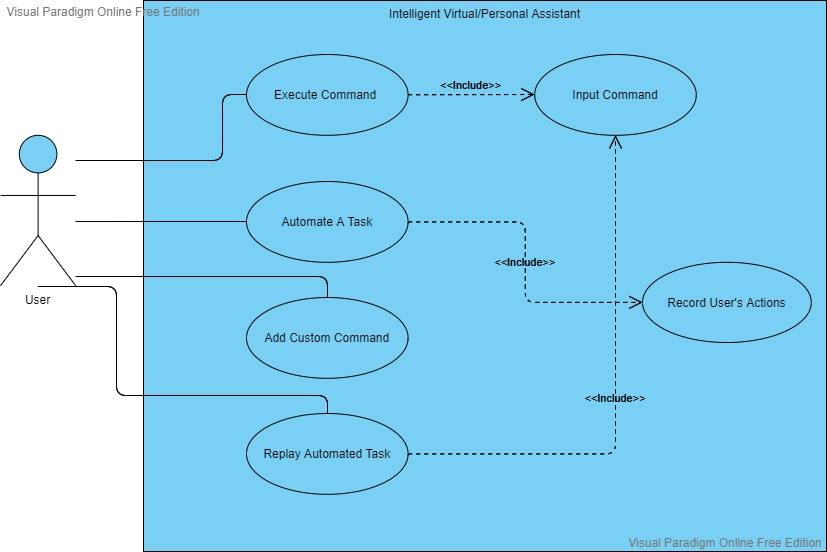 Visual Paradigm Online Free Edition
Intelligent Virtual/Personal Assistant
Execute Command
<<Include>>
Input Command
Automate A Task
<<Include>>
User
Record User's Actions
Add Custom Command
<<Include>>
Replay Automated Task
Visual Paradigm Online Free Edition